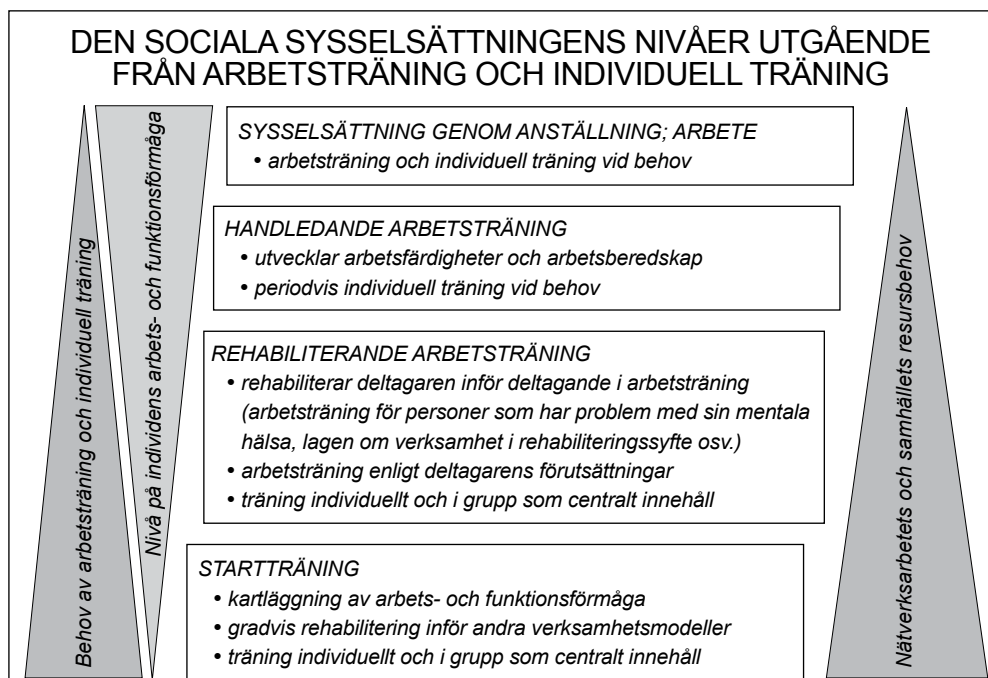 DEN SOCIALA SYSSELSÄTTNINGENS NIVÅER UTGÅENDE
FRÅN ARBETSTRÄNING OCH INDIVIDUELL TRÄNING
Behov av arbetsträning och individuell träning
Nivå på individens arbets- och funktionsförmåga
SYSSELSÄTTNING GENOM ANSTÄLLNING; ARBETE
• arbetsträning och individuell träning vid behov
HANDLEDANDE ARBETSTRÄNING
• utvecklar arbetsfärdigheter och arbetsberedskap
• periodvis individuell träning vid behov
REHABILITERANDE ARBETSTRÄNING
• rehabiliterar deltagaren inför deltagande i arbetsträning
(arbetsträning för personer som har problem med sin mentala
hälsa, lagen om verksamhet i rehabiliteringssyfte osv.)
• arbetsträning enligt deltagarens förutsättningar
• träning individuellt och i grupp som centralt innehåll
STARTTRÄNING
• kartläggning av arbets- och funktionsförmåga
• gradvis rehabilitering inför andra verksamhetsmodeller
• träning individuellt och i grupp som centralt innehåll
Nätverksarbetets och samhällets resursbehov